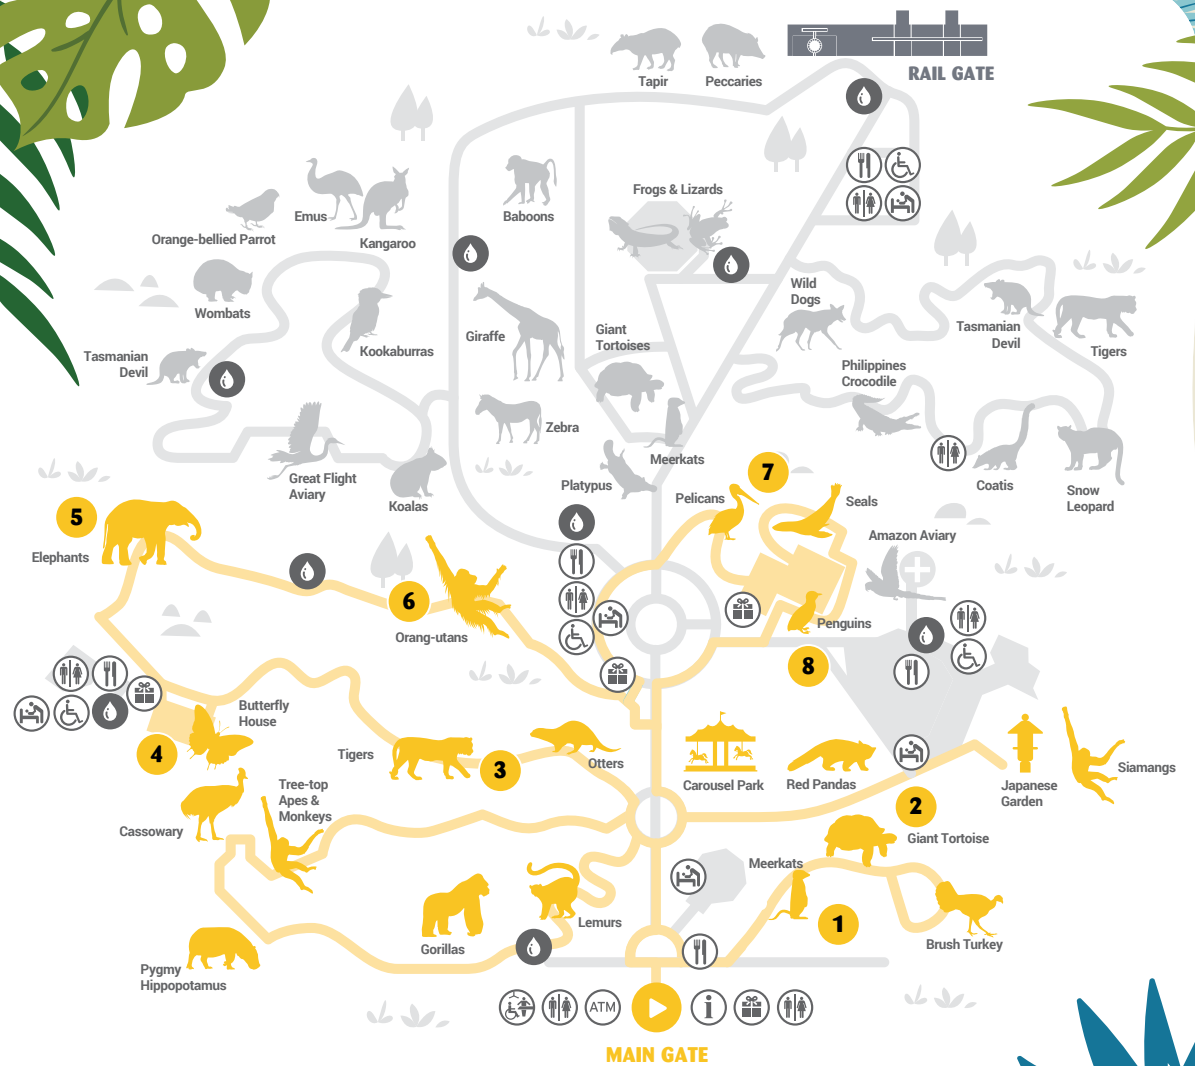 RAIL GATE
Tapir
Peccaries
Emus
Orange-bellied Parrot
Kangaroo
Baboons
Frogs & Lizards
Wombats
Kookaburras
Tasmanian
Devil
Giraffe
Giant
Tortoises
Wild
Dogs
Tasmanian
Devil
Tigers
Philippines
Crocodile
Zebra
Meerkats
Great Flight
Aviary
Koalas
Platypus
Coatis
Snow
Leopard
7
Pelicans
Seals
5
Elephants
Amazon Aviary
6
Orang-utans
Penguins
8
Butterfly
House
4
Tigers
3
Otters
Carousel Park
Red Pandas
Japanese
Garden
Siamangs
Cassowary
Tree-top
Apes &
Monkeys
2
Giant Tortoise
Meerkats
1
Brush Turkey
Lemurs
Gorillas
Pygmy
Hippopotamus
ATM
i
MAIN GATE